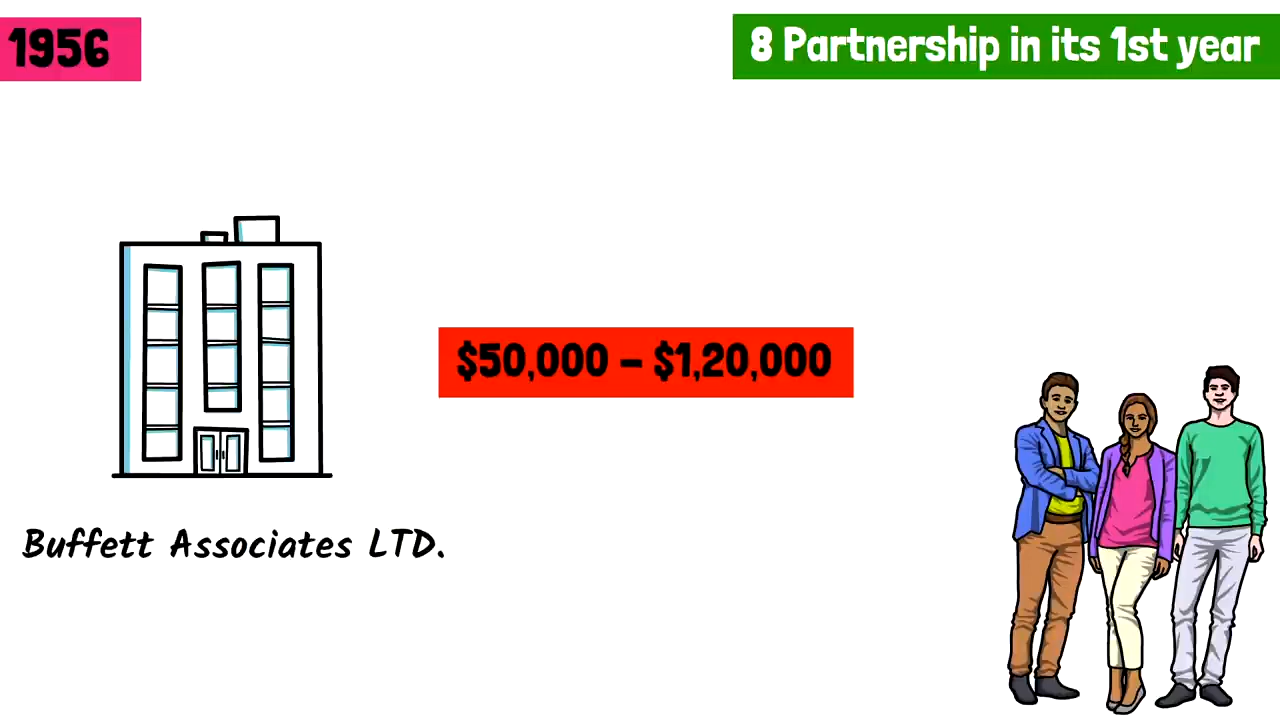 1956
8 Partnership in its 1st year
$50,000 – $1,20,000
Buffett Associates LTD.